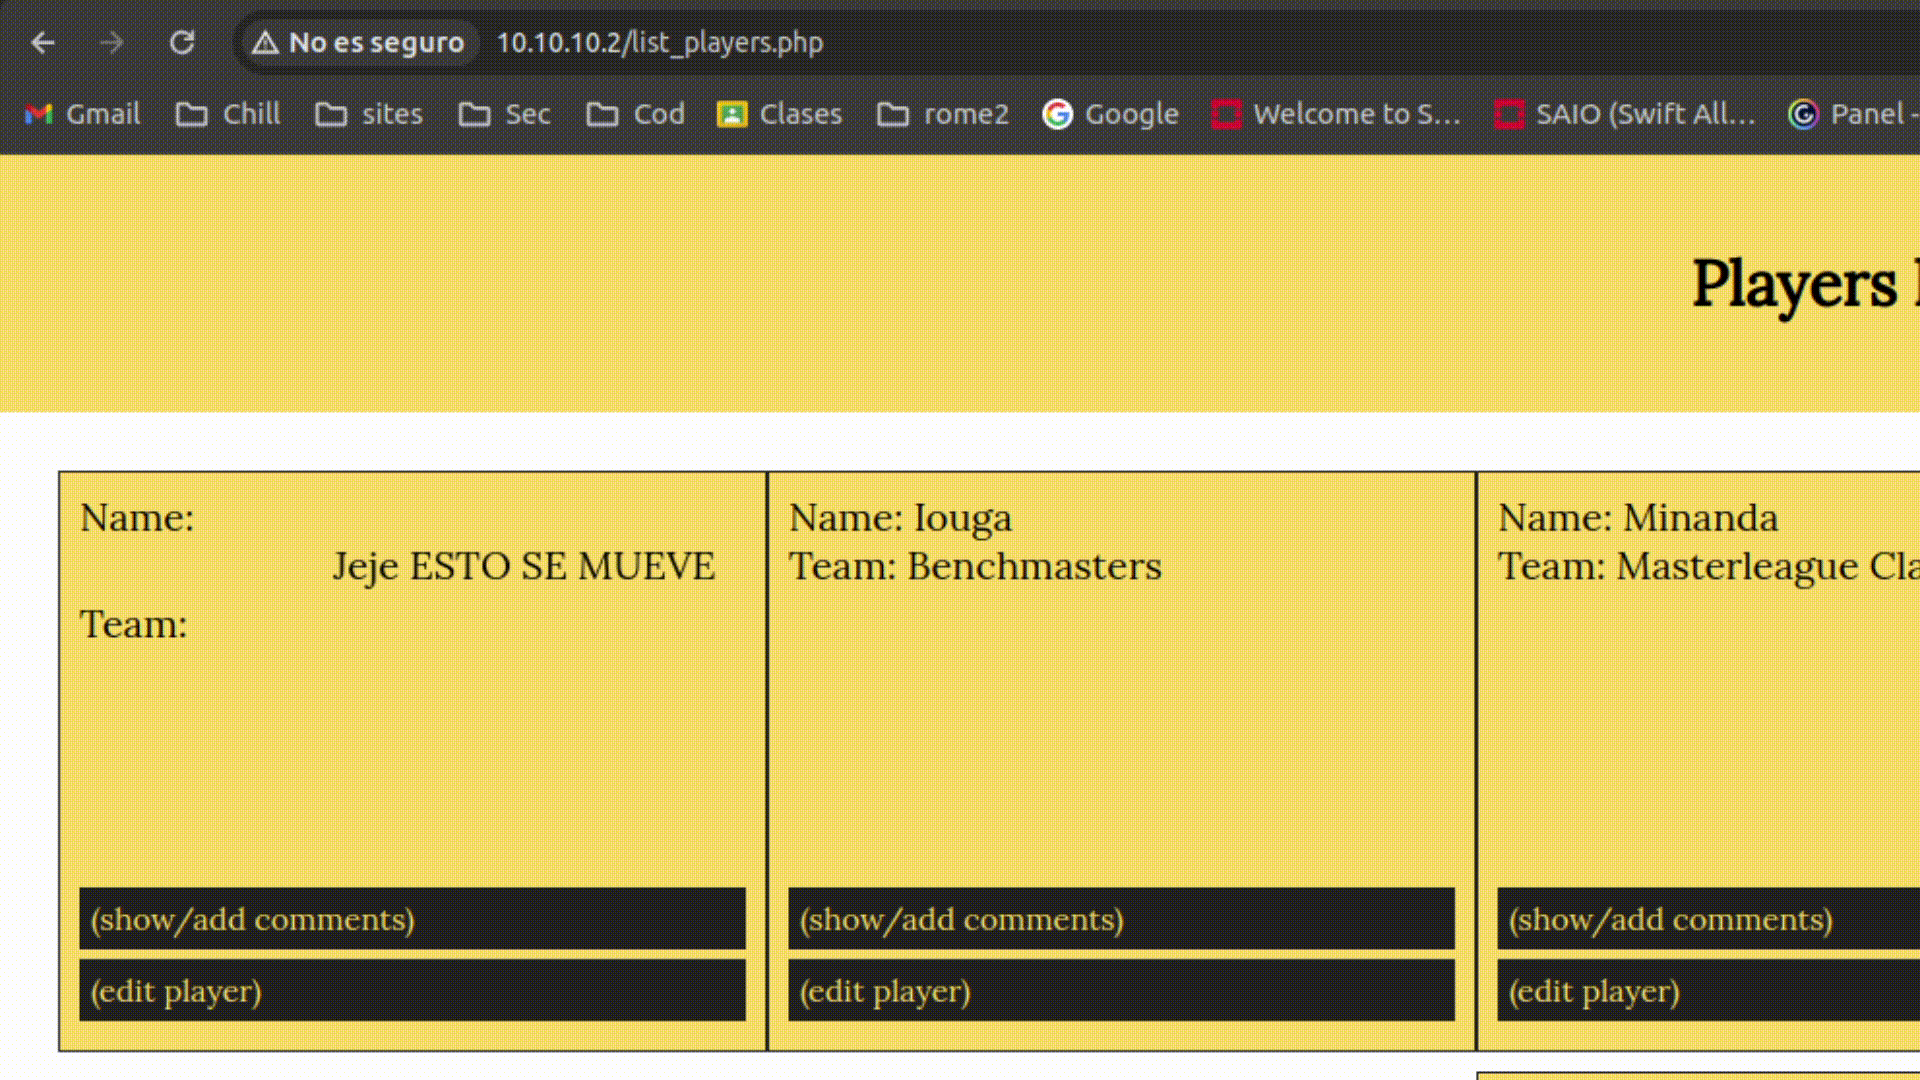 No es seguro 10.10.10.2/list_players.php
Gmail Chill sites Sec Cod Clases rome2 Google Welcome to S... SAIO (Swift All... Panel -
Players
Name:
Jeje ESTO SE MUEVE
Team:
(show/add comments)
(edit player)
Name: Iouga
Team: Benchmasters
(show/add comments)
(edit player)
Name: Minanda
Team: Masterleague Cla
(show/add comments)
(edit player)